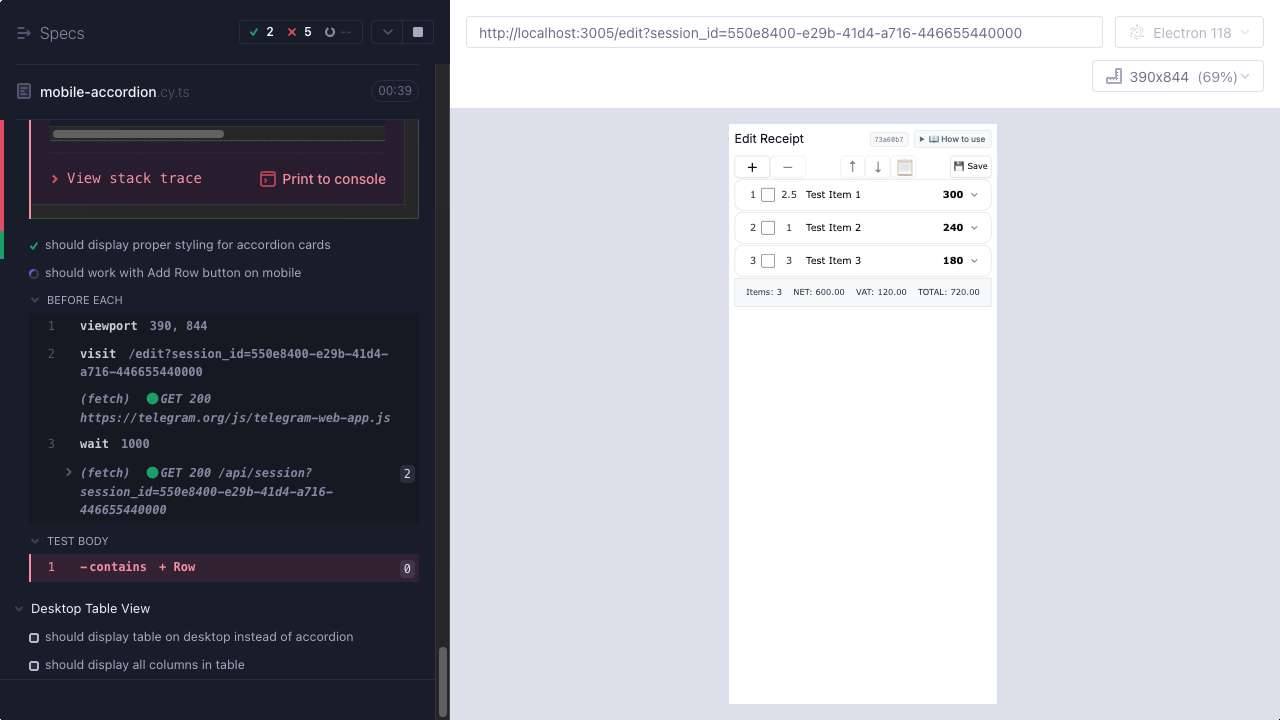 Specs
2 5 --
mobile-accordion.cy.ts 00:39
View stack trace Print to console
should display proper styling for accordion cards
should work with Add Row button on mobile
BEFORE EACH
1 viewport 390, 844
2 visit /edit?session_id=550e8400-e29b-41d4-
a716-446655440000
(fetch) GET 200
https://telegram.org/js/telegram-web-app.js
3 wait 1000
(fetch) GET 200 /api/session? 2
session_id=550e8400-e29b-41d4-a716-
446655440000
TEST BODY
1 -contains + Row 0
Desktop Table View
should display table on desktop instead of accordion
should display all columns in table
http://localhost:3005/edit?session_id=550e8400-e29b-41d4-a716-446655440000
Electron 118
390x844 (69%)
Edit Receipt 73a60b7 ▶ 📖 How to use
+ − ↑ ↓ 📋 💾 Save
1 2.5 Test Item 1 300
2 1 Test Item 2 240
3 3 Test Item 3 180
Items: 3 NET: 600.00 VAT: 120.00 TOTAL: 720.00